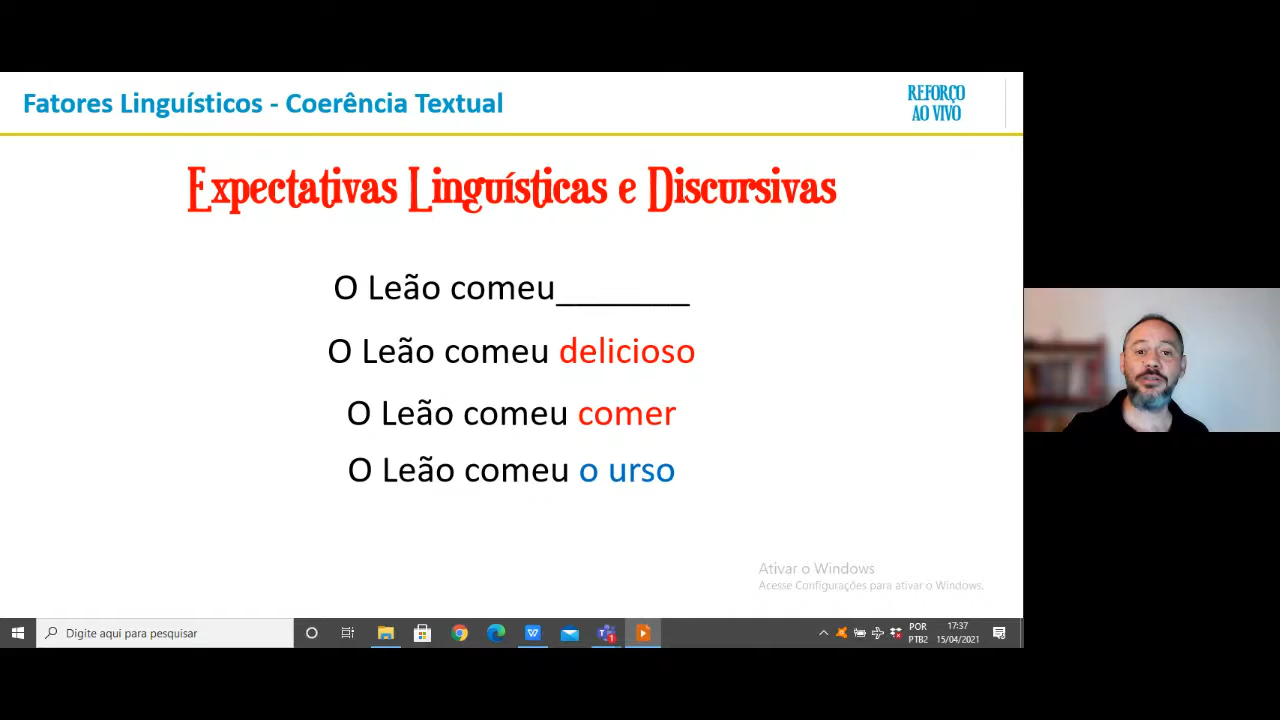 Fatores Linguísticos - Coerência Textual
REFORÇO
AO VIVO
Expectativas Linguísticas e Discursivas
O Leão comeu_______
O Leão comeu delicioso
O Leão comeu comer
O Leão comeu o urso
Ativar o Windows
Acesse Configurações para ativar o Windows.
Digite aqui para pesquisar
POR
PTB2
17:37
15/04/2021